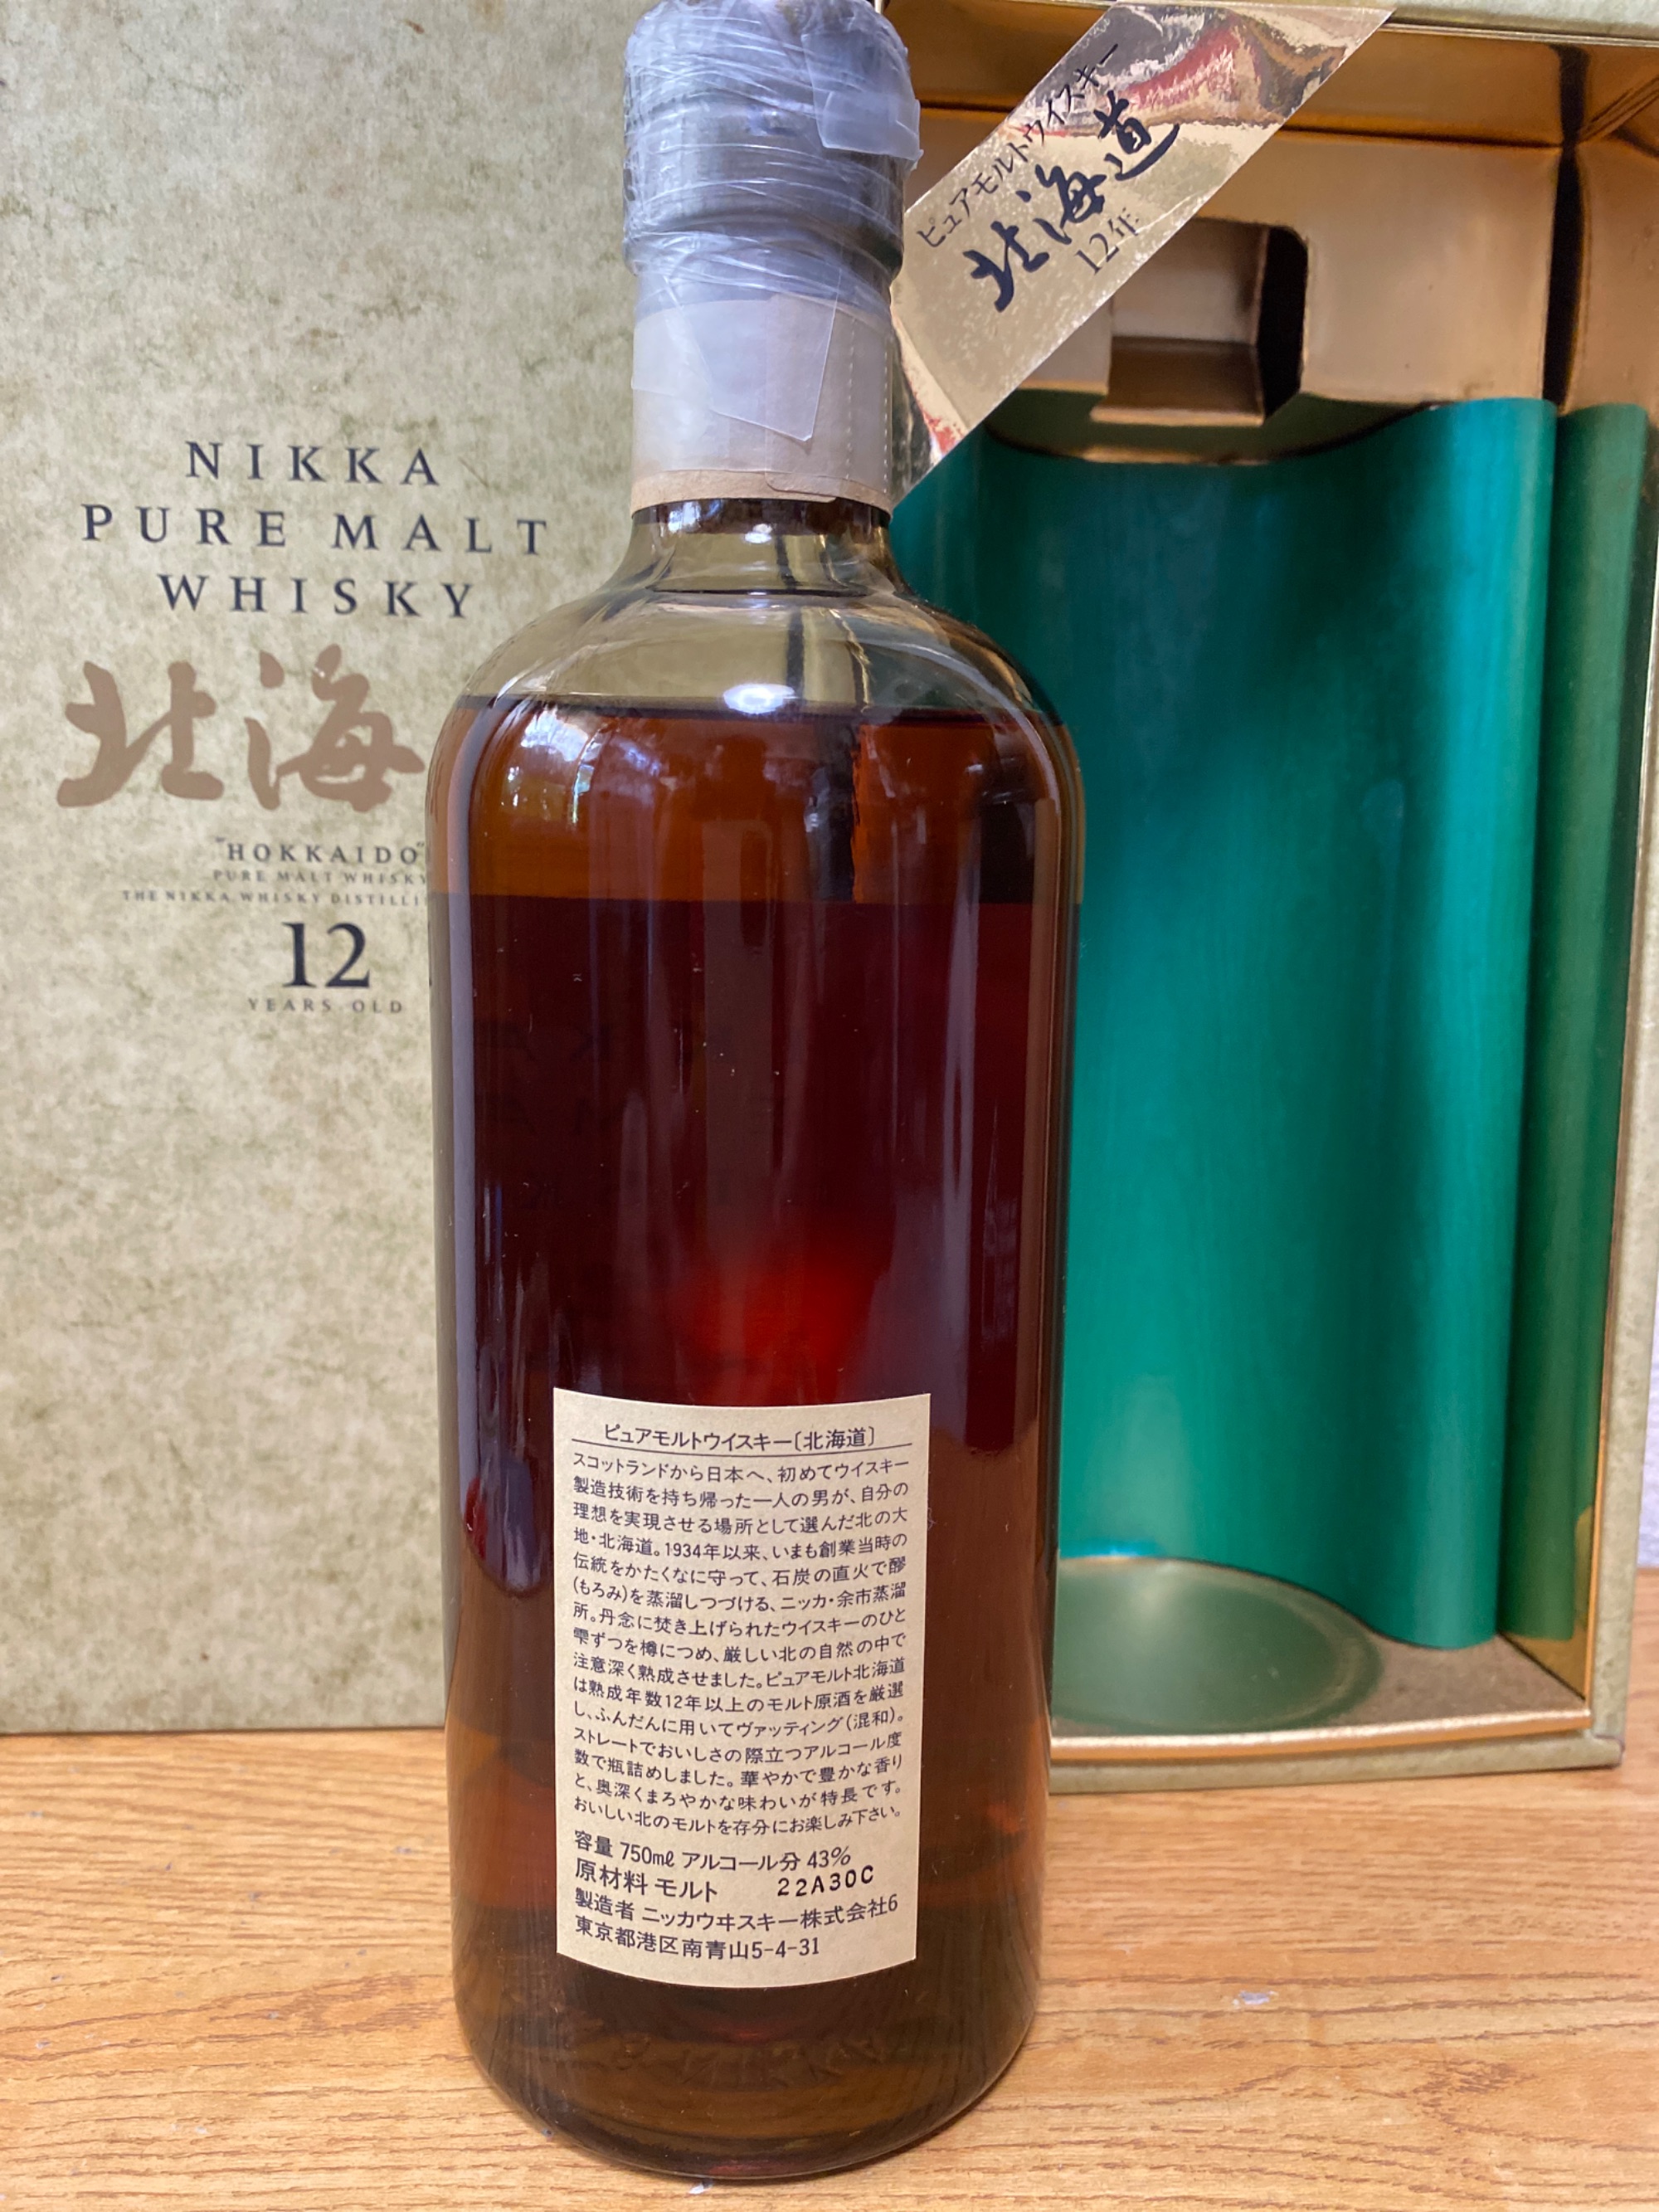 ピュアモルトウイスキー
北海道
12年
NIKKA
PURE MALT
WHISKY
北海
"HOKKAIDO"
PURE MALT WHISKY
THE NIKKA WHISKY DISTILLI
12
YEARS OLD
ピュアモルトウイスキー〔北海道〕
スコットランドから日本へ、初めてウイスキー
製造技術を持ち帰った一人の男が、自分の
理想を実現させる場所として選んだ北の大
地・北海道。1934年以来、いまも創業当時の
伝統をかたくなに守って、石炭の直火で醪
(もろみ)を蒸溜しつづける、ニッカ・余市蒸溜
所。丹念に焚き上げられたウイスキーのひと
雫ずつを樽につめ、厳しい北の自然の中で
注意深く熟成させました。ピュアモルト北海道
は熟成年数12年以上のモルト原酒を厳選
し、ふんだんに用いてヴァッティング(混和)。
ストレートでおいしさの際立つアルコール度
数で瓶詰めしました。華やかで豊かな香り
と、奥深くまろやかな味わいが特長です。
おいしい北のモルトを存分にお楽しみ下さい。
容量 750mℓ アルコール分 43%
原材料 モルト 22A30C
製造者 ニッカウヰスキー株式会社6
東京都港区南青山5-4-31